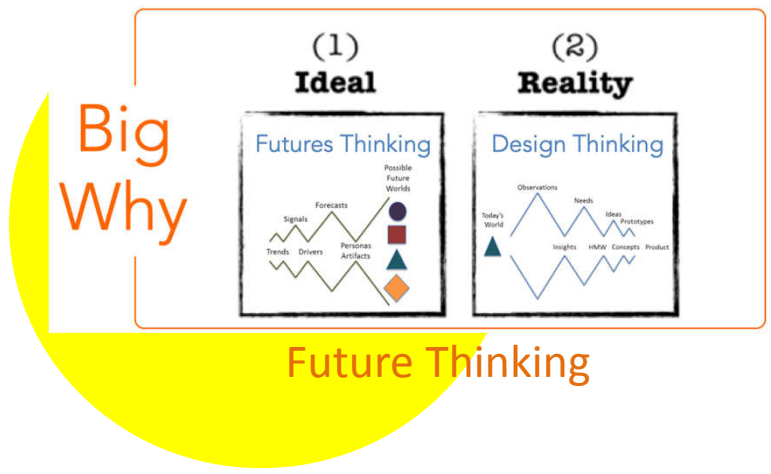 (1)
Ideal
(2)
Reality
Big
Why
Futures Thinking
Possible
Future
Worlds
Forecasts
Signals
Trends
Drivers
Personas
Artifacts
Design Thinking
Observations
Needs
Today's
World
Ideas
Prototypes
Insights
HMW
Concepts
Product
Future Thinking